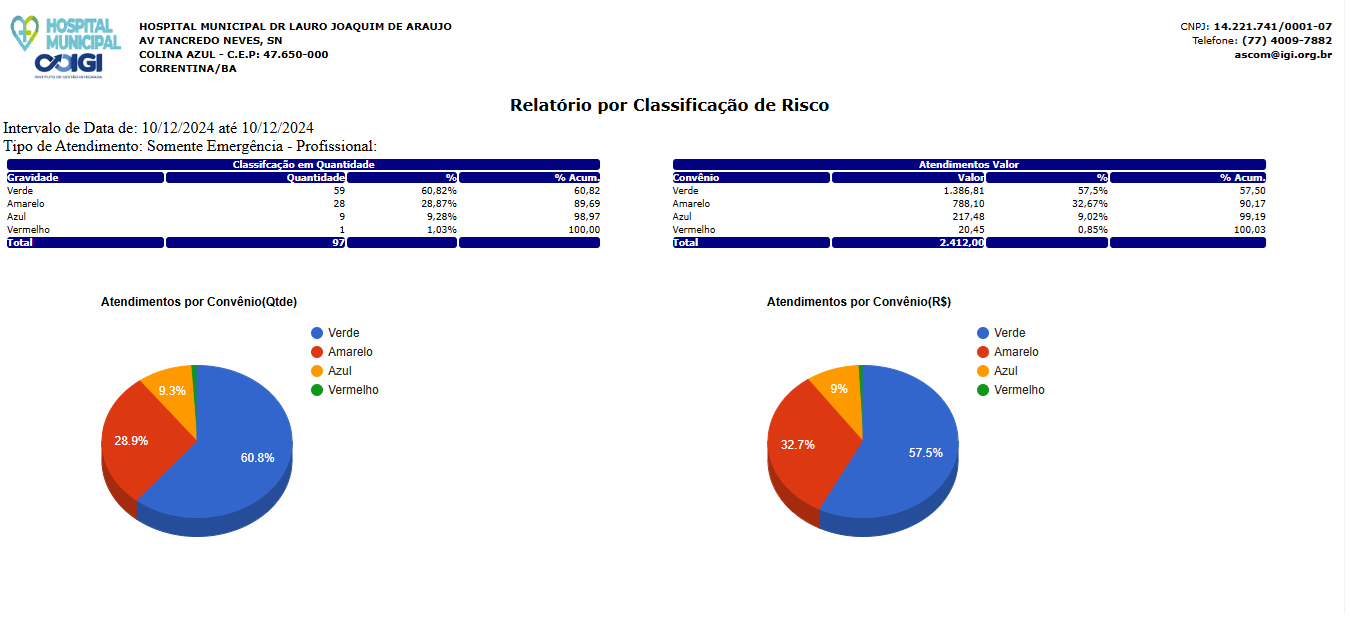 HOSPITAL
MUNICIPAL
IGI
INSTITUTO DE GESTÃO INTEGRADA
HOSPITAL MUNICIPAL DR LAURO JOAQUIM DE ARAUJO
AV TANCREDO NEVES, SN
COLINA AZUL - C.E.P: 47.650-000
CORRENTINA/BA
CNPJ: 14.221.741/0001-07
Telefone: (77) 4009-7882
ascom@igi.org.br
Relatório por Classificação de Risco
Intervalo de Data de: 10/12/2024 até 10/12/2024
Tipo de Atendimento: Somente Emergência - Profissional:
Classifcação em Quantidade
Gravidade Quantidade % % Acum.
Verde 59 60,82% 60,82
Amarelo 28 28,87% 89,69
Azul 9 9,28% 98,97
Vermelho 1 1,03% 100,00
Total 97
Atendimentos Valor
Convênio Valor % % Acum.
Verde 1.386,81 57,5% 57,50
Amarelo 788,10 32,67% 90,17
Azul 217,48 9,02% 99,19
Vermelho 20,45 0,85% 100,03
Total 2.412,00
Atendimentos por Convênio(Qtde)
Verde
Amarelo
Azul
Vermelho
9.3%
28.9%
60.8%
Atendimentos por Convênio(R$)
Verde
Amarelo
Azul
Vermelho
9%
32.7%
57.5%